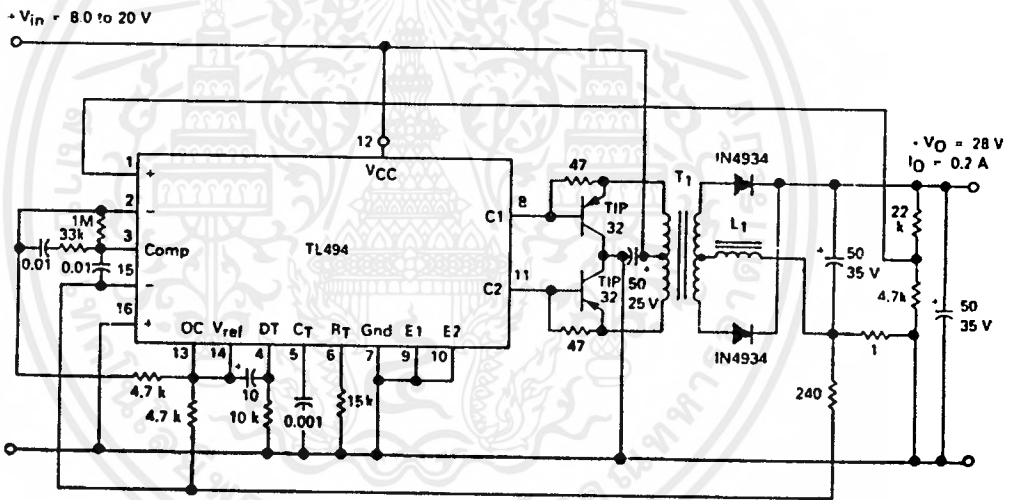 + Vin = 8.0 to 20 V
+ VO = 28 V
IO = 0.2 A
12
VCC
1
+
2
−
1M
33k
3
Comp
0.01
0.01
15
−
16
+
TL494
OC
Vref
DT
CT
RT
Gnd
E1
E2
13
14
4
5
6
7
9
10
C1
8
C2
11
47
TIP
32
TIP
32
47
+
50
25 V
T1
1N4934
L1
1N4934
+
50
35 V
22
k
4.7k
+
50
35 V
1
240
4.7 k
4.7 k
+
10
10 k
0.001
15k